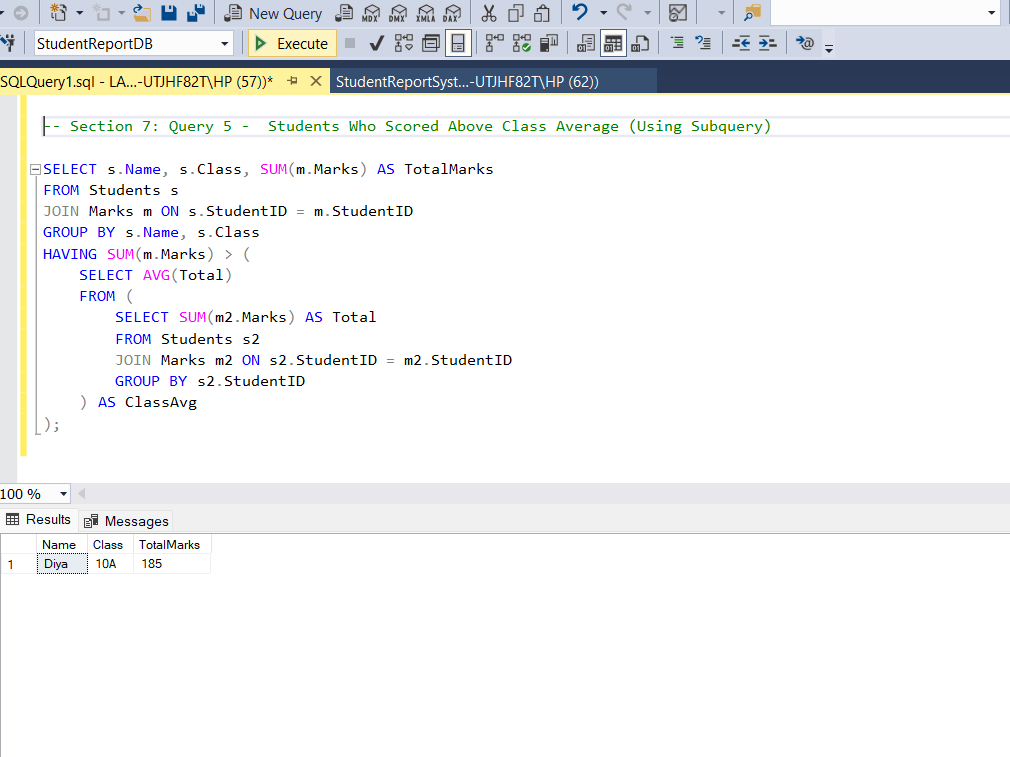 New Query MDX DMX XMLA DAX
StudentReportDB Execute
SQLQuery1.sql - LA...-UTJHF82T\HP (57))* StudentReportSyst...-UTJHF82T\HP (62))
-- Section 7: Query 5 -  Students Who Scored Above Class Average (Using Subquery)
SELECT s.Name, s.Class, SUM(m.Marks) AS TotalMarks
FROM Students s
JOIN Marks m ON s.StudentID = m.StudentID
GROUP BY s.Name, s.Class
HAVING SUM(m.Marks) > (
    SELECT AVG(Total)
    FROM (
        SELECT SUM(m2.Marks) AS Total
        FROM Students s2
        JOIN Marks m2 ON s2.StudentID = m2.StudentID
        GROUP BY s2.StudentID
    ) AS ClassAvg
);
100 %
Results Messages
Name Class TotalMarks
1 Diya 10A 185